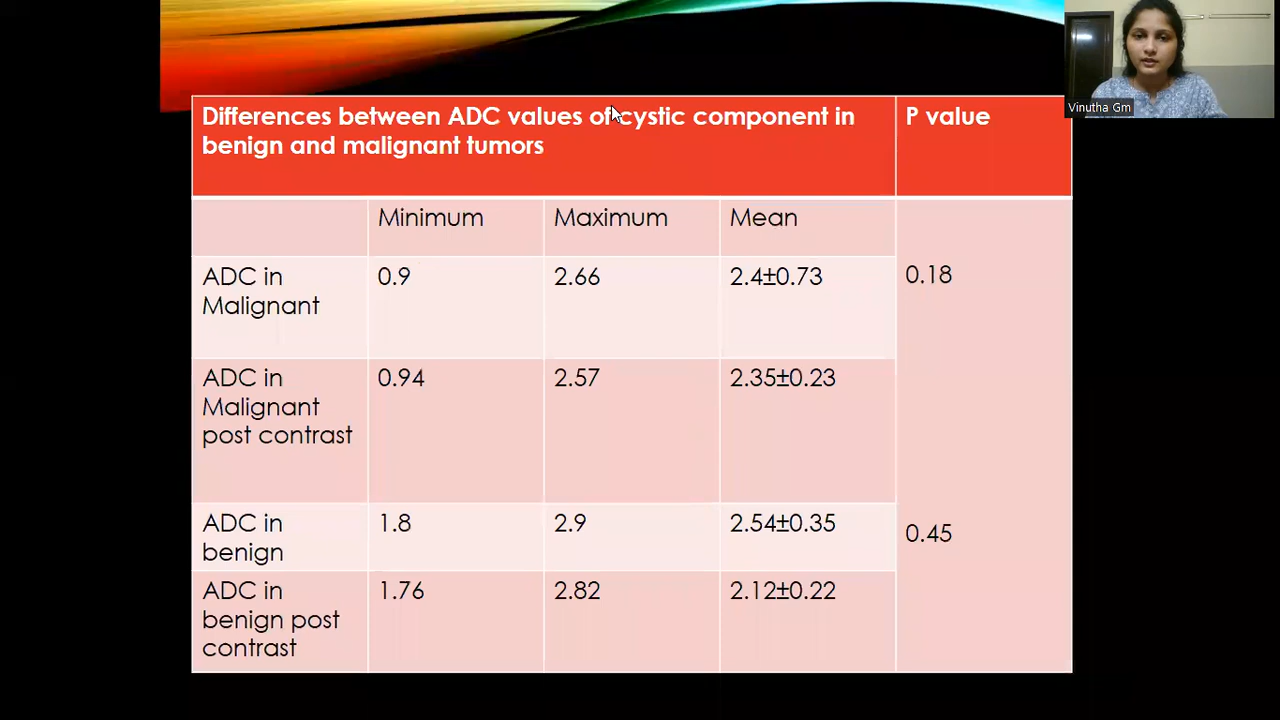 Differences between ADC values of cystic component in
benign and malignant tumors
P value
Minimum
Maximum
Mean
ADC in
Malignant
0.9
2.66
2.4±0.73
0.18
ADC in
Malignant
post contrast
0.94
2.57
2.35±0.23
ADC in
benign
1.8
2.9
2.54±0.35
0.45
ADC in
benign post
contrast
1.76
2.82
2.12±0.22
Vinutha Gm